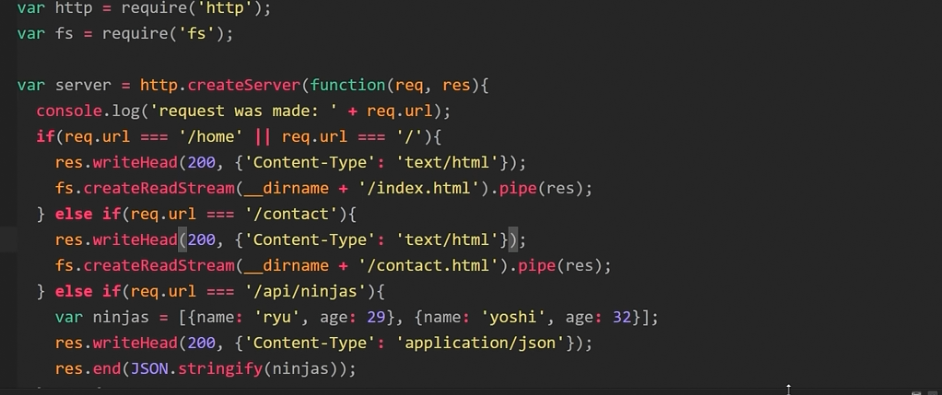 var http = require('http');
var fs = require('fs');
var server = http.createServer(function(req, res){
console.log('request was made: ' + req.url);
if(req.url === '/home' || req.url === '/'){
res.writeHead(200, {'Content-Type': 'text/html'});
fs.createReadStream(__dirname + '/index.html').pipe(res);
} else if(req.url === '/contact'){
res.writeHead(200, {'Content-Type': 'text/html'});
fs.createReadStream(__dirname + '/contact.html').pipe(res);
} else if(req.url === '/api/ninjas'){
var ninjas = [{name: 'ryu', age: 29}, {name: 'yoshi', age: 32}];
res.writeHead(200, {'Content-Type': 'application/json'});
res.end(JSON.stringify(ninjas));